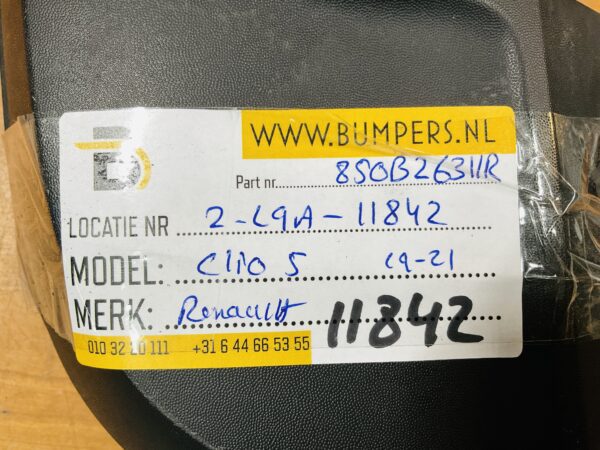 WWW.BUMPERS.NL
Part nr. 850B26311R
LOCATIE NR 2-L9A-11842
MODEL: Clio 5 19-21
MERK: Renault 11842
010 32 20 111 +31 6 44 66 53 55